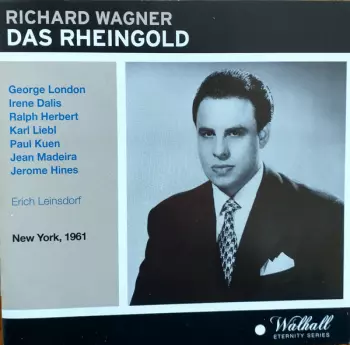 RICHARD WAGNER
DAS RHEINGOLD
George London
Irene Dalis
Ralph Herbert
Karl Liebl
Paul Kuen
Jean Madeira
Jerome Hines
Erich Leinsdorf
New York, 1961
Walhall
ETERNITY SERIES